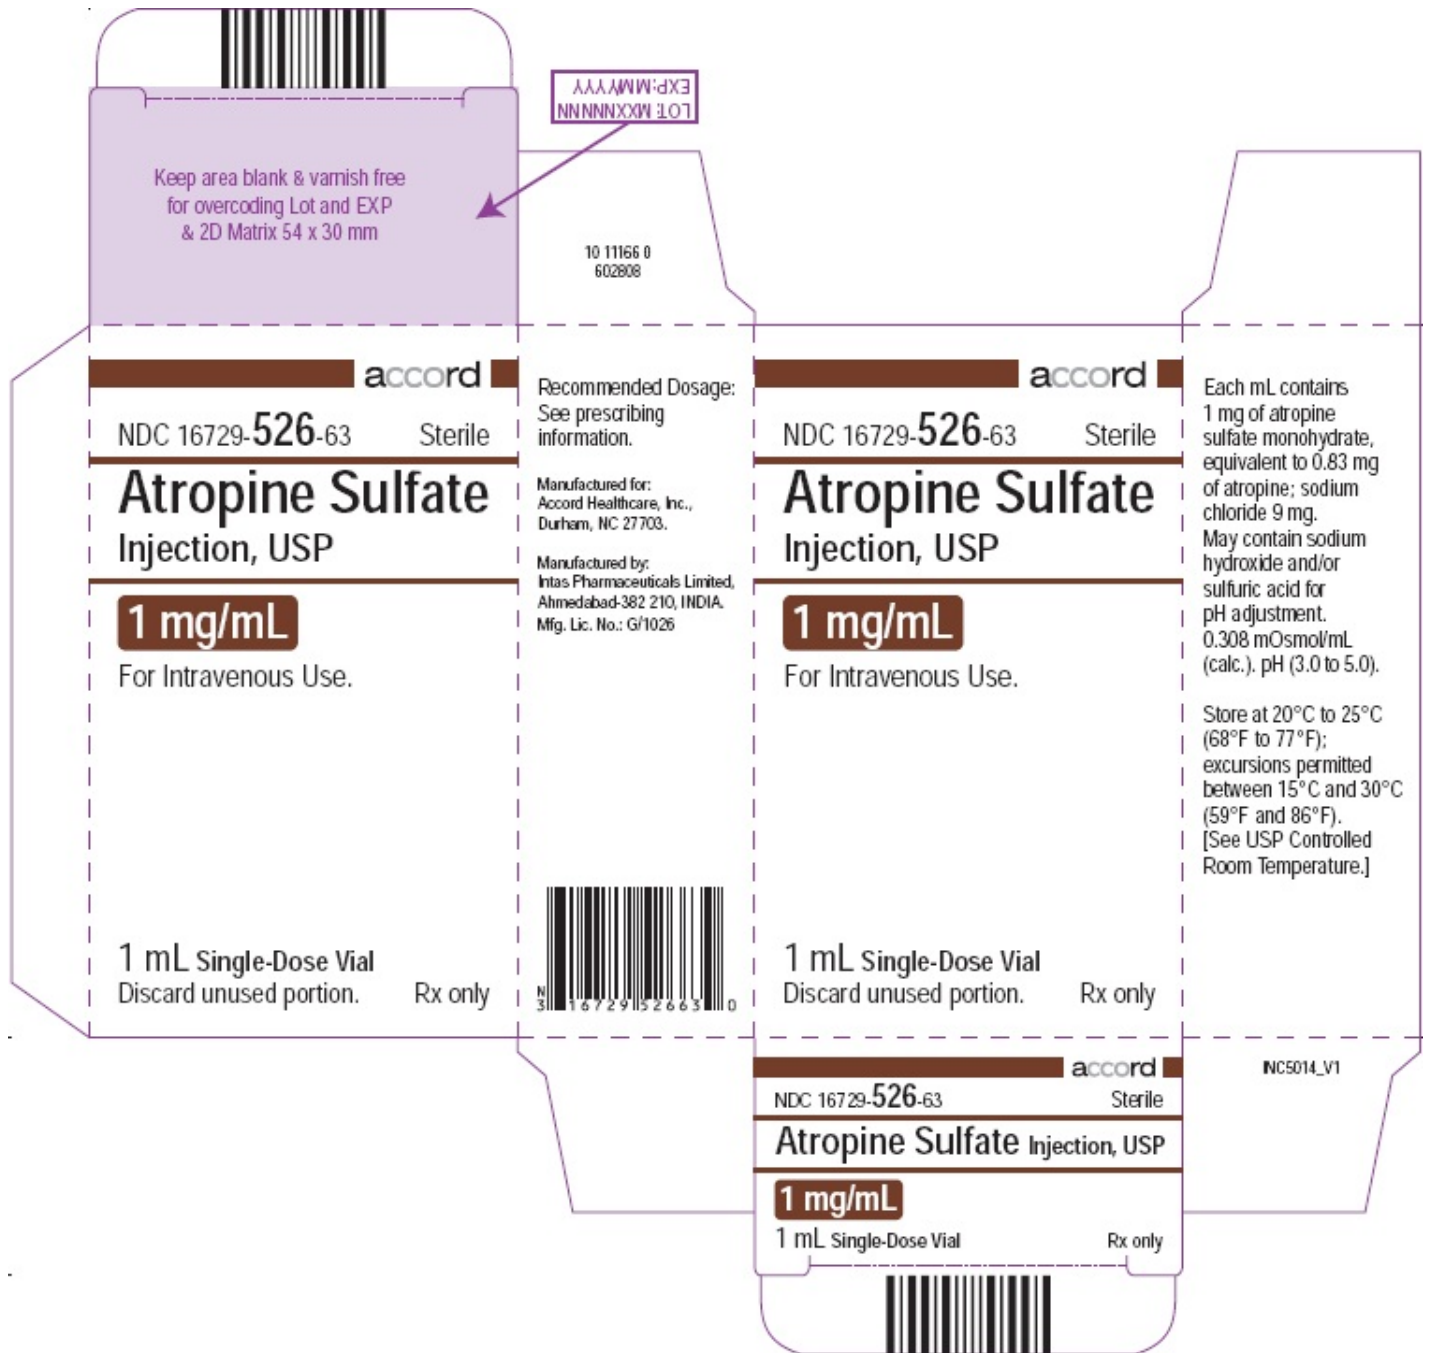 EXP:MMYYYY
LOT: MXXNNNNN
Keep area blank & varnish free
for overcoding Lot and EXP
& 2D Matrix 54 x 30 mm
10 11166 0
602808
accord
NDC 16729-526-63 Sterile
Atropine Sulfate
Injection, USP
1 mg/mL
For Intravenous Use.
1 mL Single-Dose Vial
Discard unused portion. Rx only
Recommended Dosage:
See prescribing
information.
Manufactured for:
Accord Healthcare, Inc.,
Durham, NC 27703.
Manufactured by:
Intas Pharmaceuticals Limited,
Ahmedabad-382 210, INDIA.
Mfg. Lic. No.: G/1026
N
3 16729 52663 0
accord
NDC 16729-526-63 Sterile
Atropine Sulfate
Injection, USP
1 mg/mL
For Intravenous Use.
1 mL Single-Dose Vial
Discard unused portion. Rx only
Each mL contains
1 mg of atropine
sulfate monohydrate,
equivalent to 0.83 mg
of atropine; sodium
chloride 9 mg.
May contain sodium
hydroxide and/or
sulfuric acid for
pH adjustment.
0.308 mOsmol/mL
(calc.). pH (3.0 to 5.0).
Store at 20°C to 25°C
(68°F to 77°F);
excursions permitted
between 15°C and 30°C
(59°F and 86°F).
[See USP Controlled
Room Temperature.]
accord
NDC 16729-526-63 Sterile
Atropine Sulfate Injection, USP
1 mg/mL
1 mL Single-Dose Vial Rx only
INC5014_V1